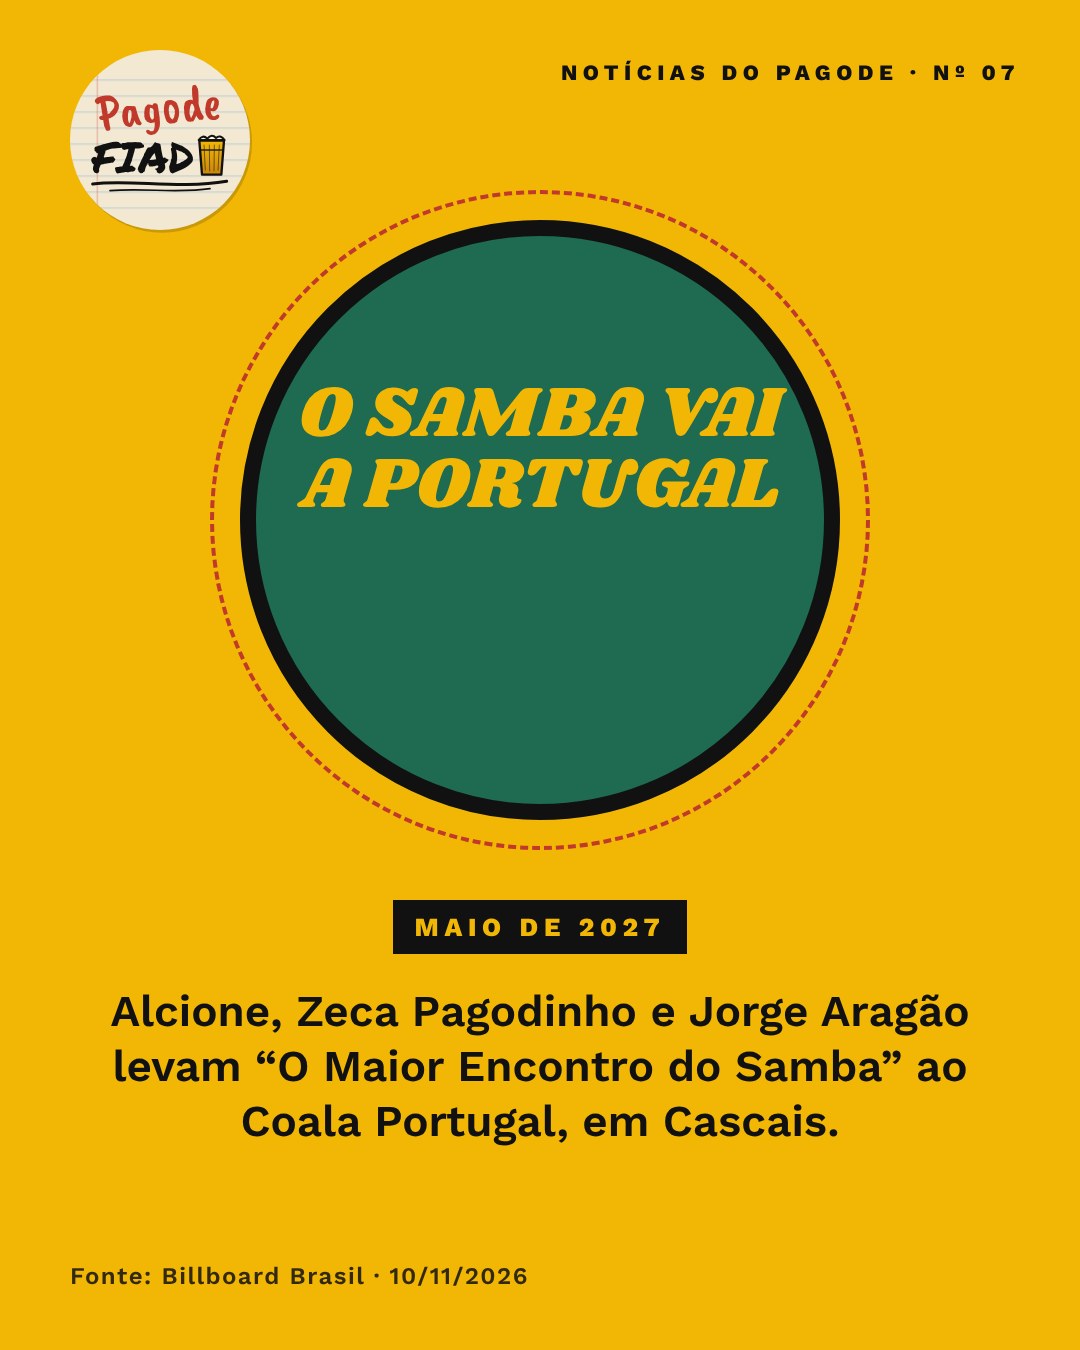 Pagode
FIAD
NOTÍCIAS DO PAGODE · Nº 07
O SAMBA VAI
A PORTUGAL
MAIO DE 2027
Alcione, Zeca Pagodinho e Jorge Aragão
levam “O Maior Encontro do Samba” ao
Coala Portugal, em Cascais.
Fonte: Billboard Brasil · 10/11/2026